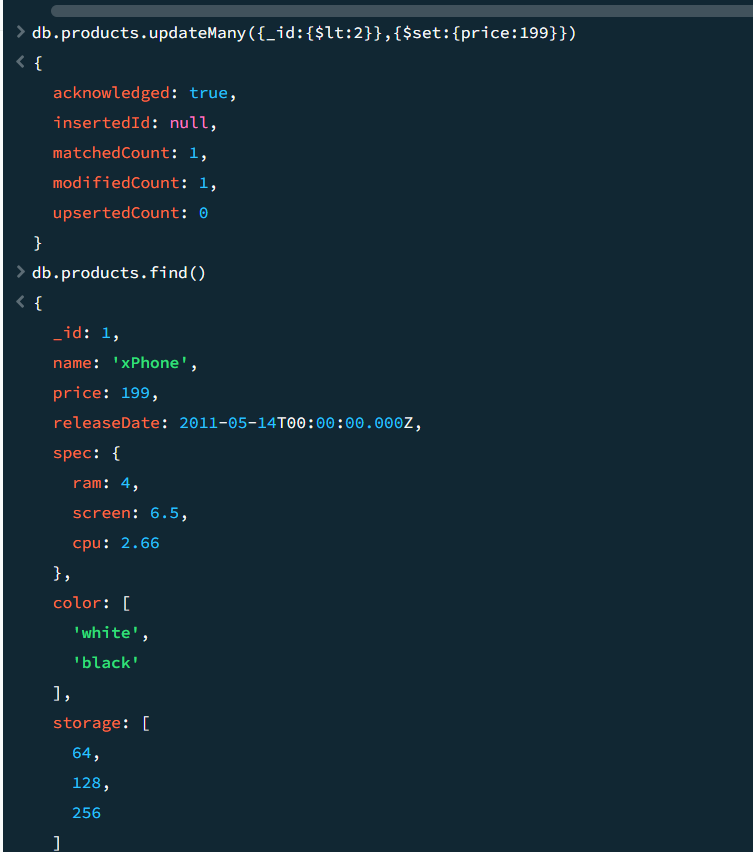 > db.products.updateMany({_id:{$lt:2}},{$set:{price:199}})
< {
acknowledged: true,
insertedId: null,
matchedCount: 1,
modifiedCount: 1,
upsertedCount: 0
}
> db.products.find()
< {
_id: 1,
name: 'xPhone',
price: 199,
releaseDate: 2011-05-14T00:00:00.000Z,
spec: {
ram: 4,
screen: 6.5,
cpu: 2.66
},
color: [
'white',
'black'
],
storage: [
64,
128,
256
]